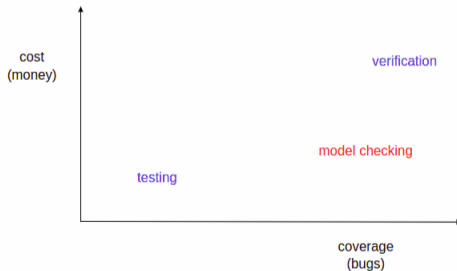 cost
(money)
verification
model checking
testing
coverage
(bugs)